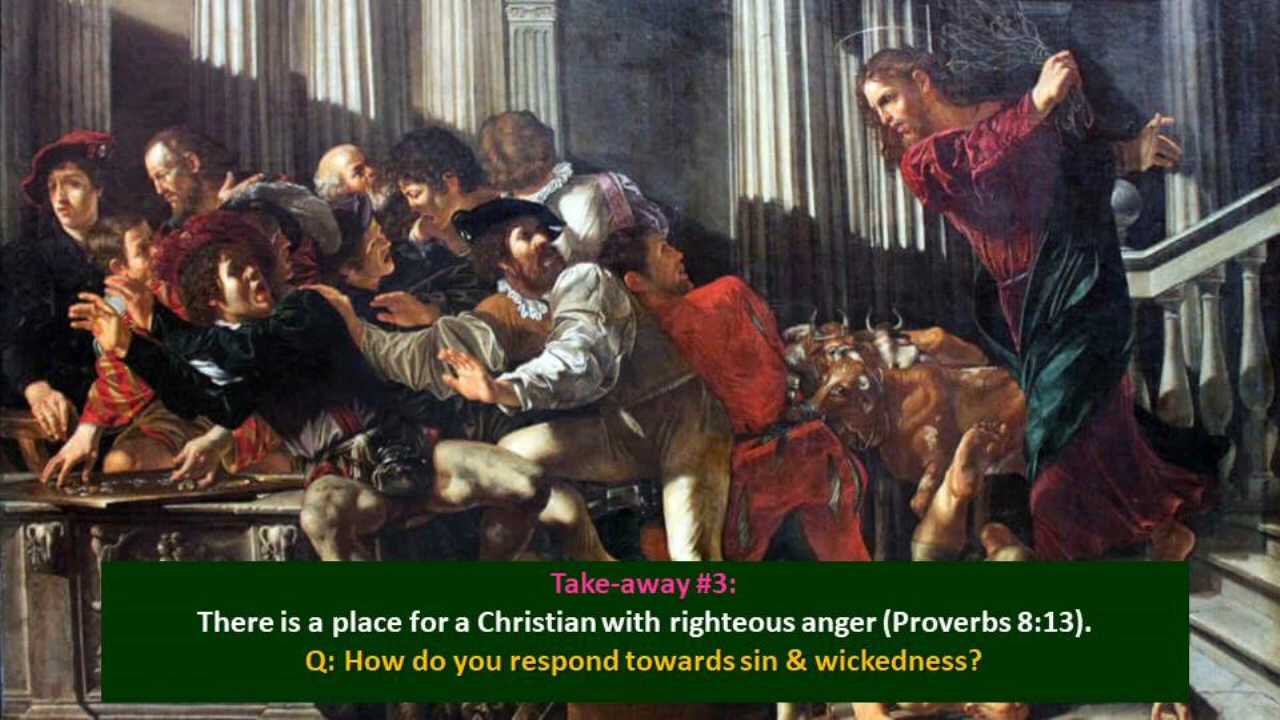 Take-away #3:
There is a place for a Christian with righteous anger (Proverbs 8:13).
Q: How do you respond towards sin & wickedness?